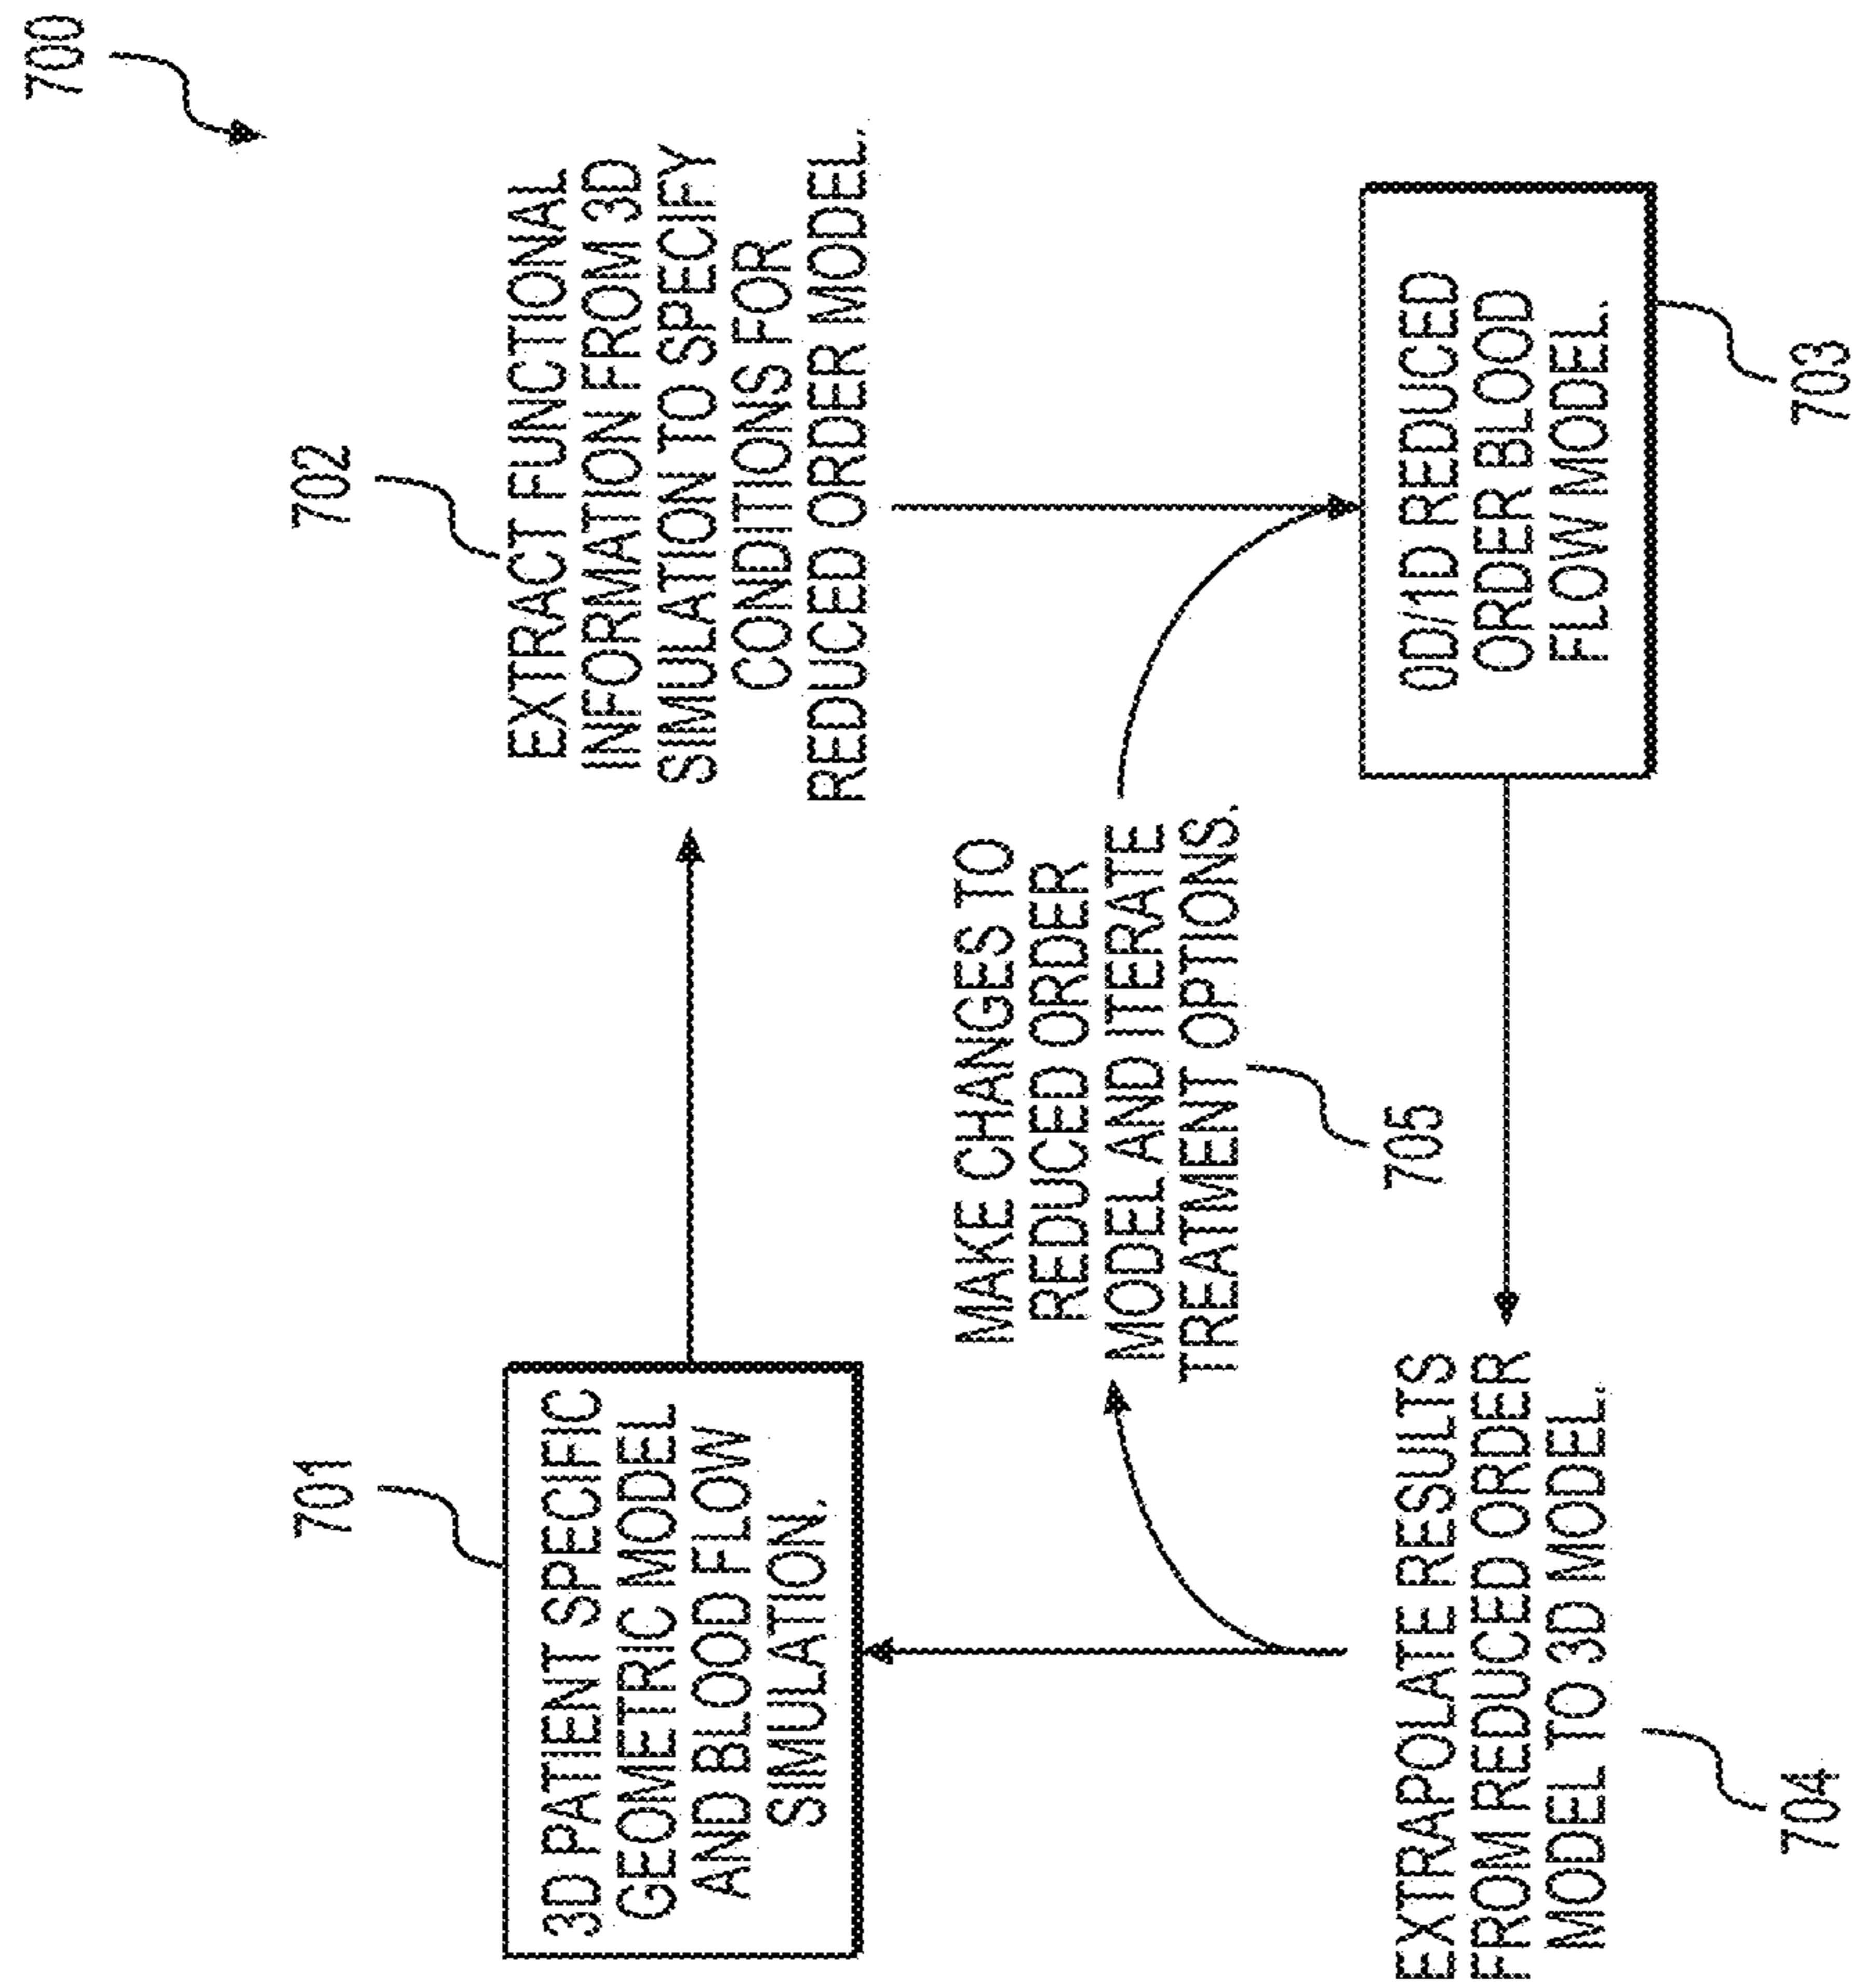 700
701
3D PATIENT SPECIFIC
GEOMETRIC MODEL
AND BLOOD FLOW
SIMULATION.
702
EXTRACT FUNCTIONAL
INFORMATION FROM 3D
SIMULATION TO SPECIFY
CONDITIONS FOR
REDUCED ORDER MODEL.
MAKE CHANGES TO
REDUCED ORDER
MODEL AND ITERATE
TREATMENT OPTIONS.
705
EXTRAPOLATE RESULTS
FROM REDUCED ORDER
MODEL TO 3D MODEL.
704
0D/1D REDUCED
ORDER BLOOD
FLOW MODEL.
703